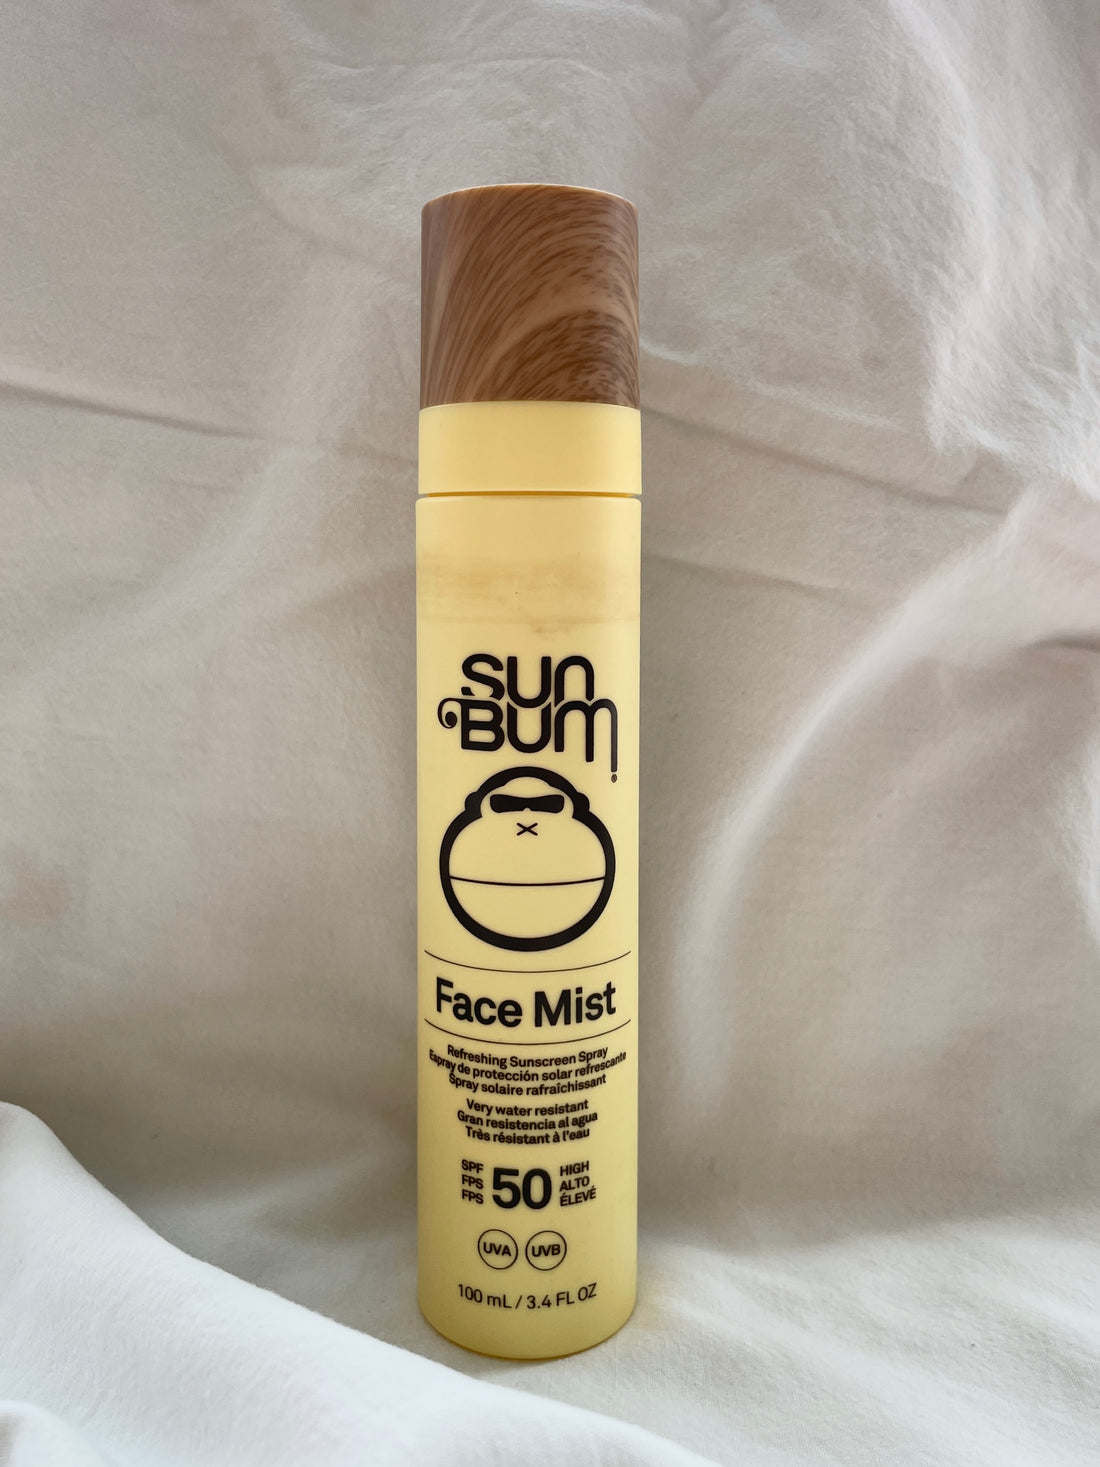 SUN
BUM®
Face Mist
Refreshing Sunscreen Spray
Espray de protección solar refrescante
Spray solaire rafraîchissant
Very water resistant
Gran resistencia al agua
Très résistant à l'eau
SPF
FPS
FPS
50
HIGH
ALTO
ÉLEVÉ
UVA UVB
100 mL / 3.4 FL OZ